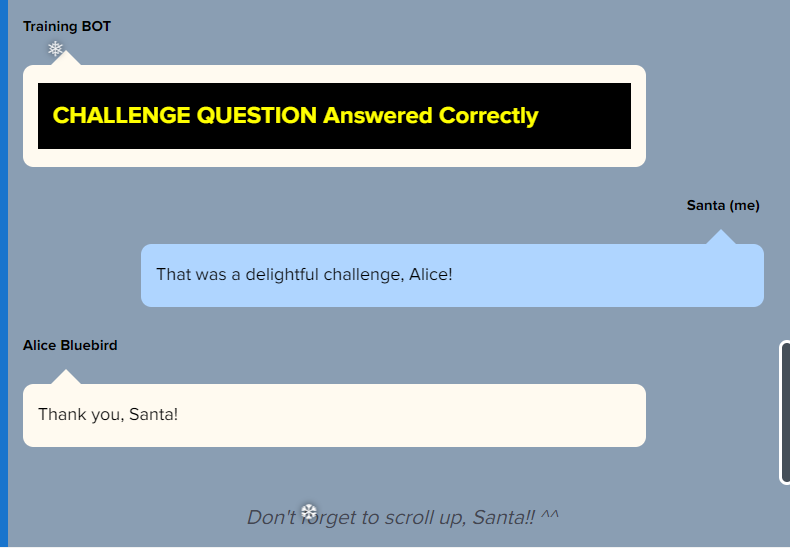 Training BOT
CHALLENGE QUESTION Answered Correctly
Santa (me)
That was a delightful challenge, Alice!
Alice Bluebird
Thank you, Santa!
Don't forget to scroll up, Santa!! ^^